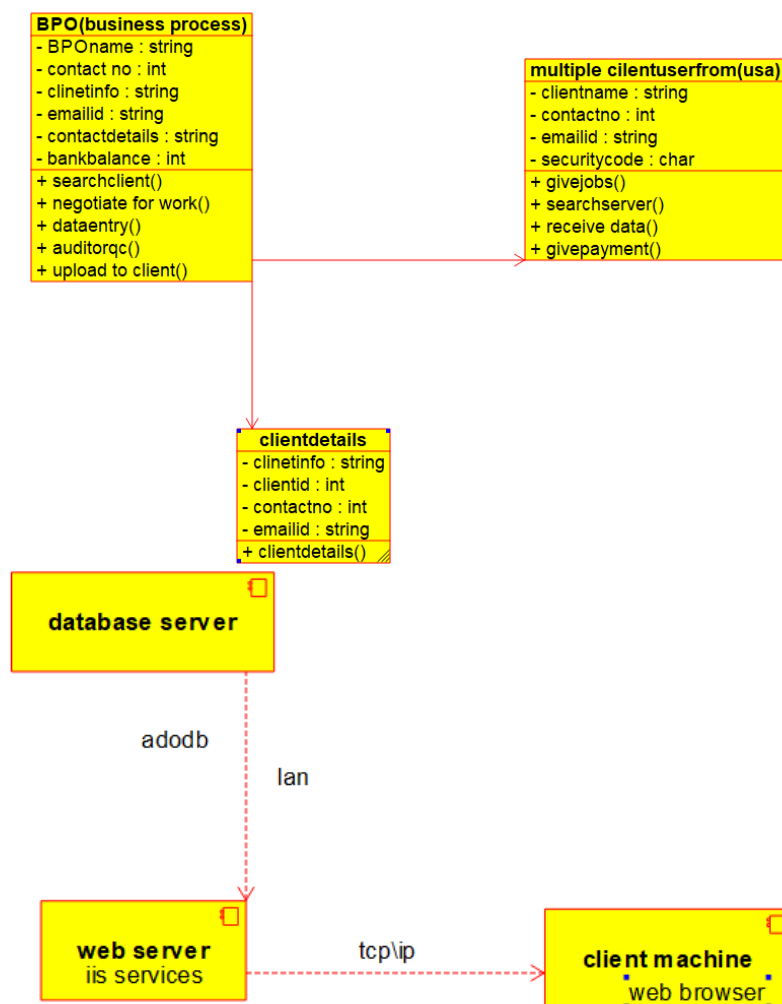 BPO(business process)
- BPOname : string
- contact no : int
- clinetinfo : string
- emailid : string
- contactdetails : string
- bankbalance : int
+ searchclient()
+ negotiate for work()
+ dataentry()
+ auditorqc()
+ upload to client()
multiple cilentuserfrom(usa)
- clientname : string
- contactno : int
- emailid : string
- securitycode : char
+ givejobs()
+ searchserver()
+ receive data()
+ givepayment()
clientdetails
- clinetinfo : string
- clientid : int
- contactno : int
- emailid : string
+ clientdetails()
database server
adodb
lan
web server
iis services
tcp\ip
client machine
web browser